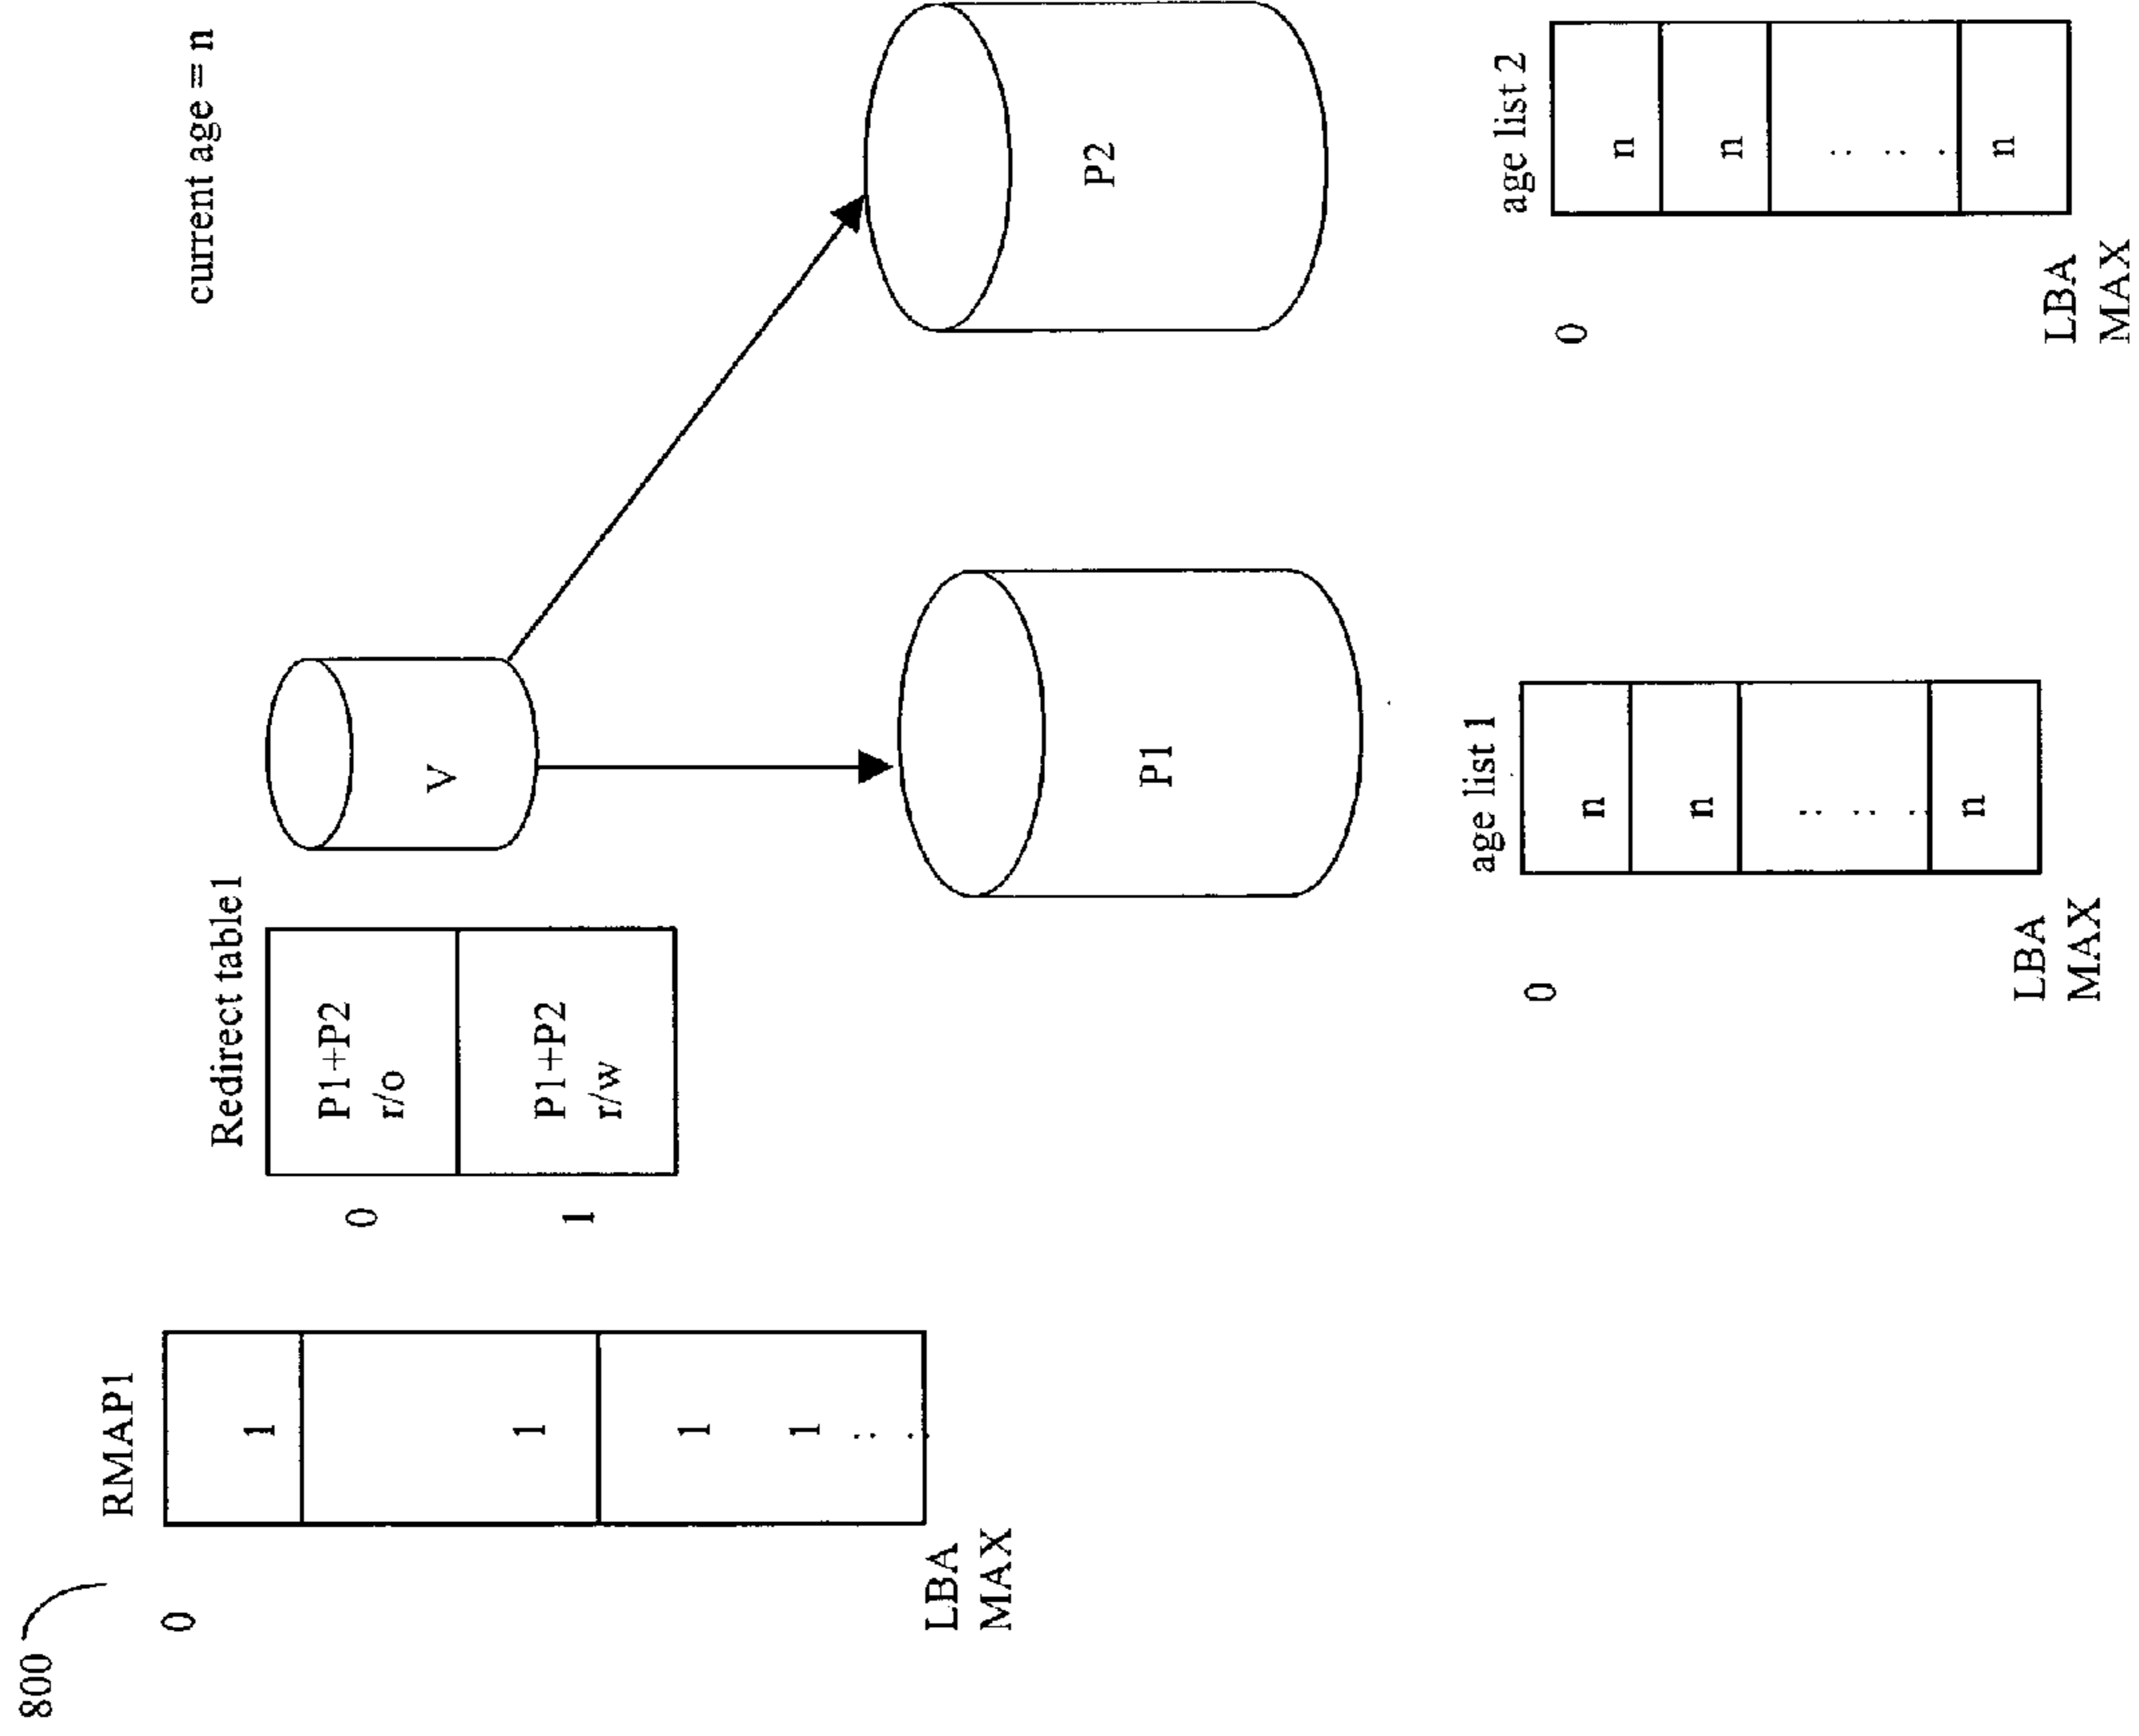 800
RMAP1
0
1
1
1
1
LBA
MAX
Redirect table1
0
P1+P2
r/o
1
P1+P2
r/w
current age = n
V
P1
P2
age list 1
0
n
n
n
LBA
MAX
age list 2
0
n
n
n
LBA
MAX